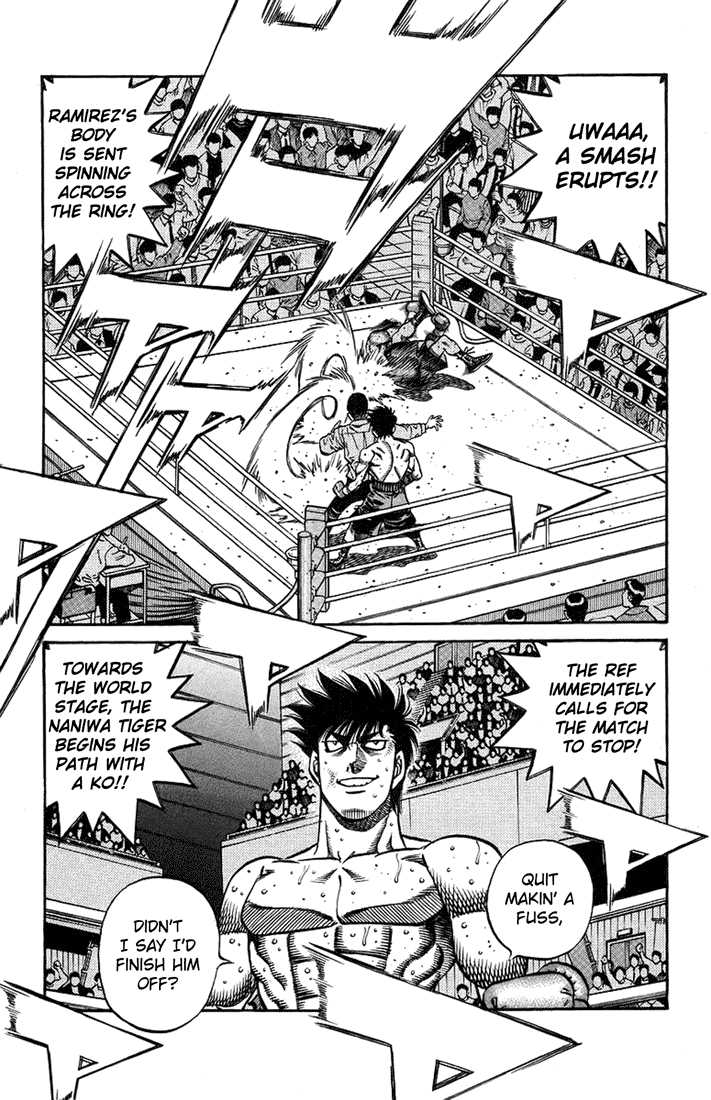 UWAAA,
A SMASH
ERUPTS!!
RAMIREZ'S
BODY
IS SENT
SPINNING
ACROSS
THE RING!
THE REF
IMMEDIATELY
CALLS FOR
THE MATCH
TO STOP!
TOWARDS
THE WORLD
STAGE, THE
NANIWA TIGER
BEGINS HIS
PATH WITH
A KO!!
QUIT
MAKIN' A
FUSS,
DIDN'T
I SAY I'D
FINISH HIM
OFF?